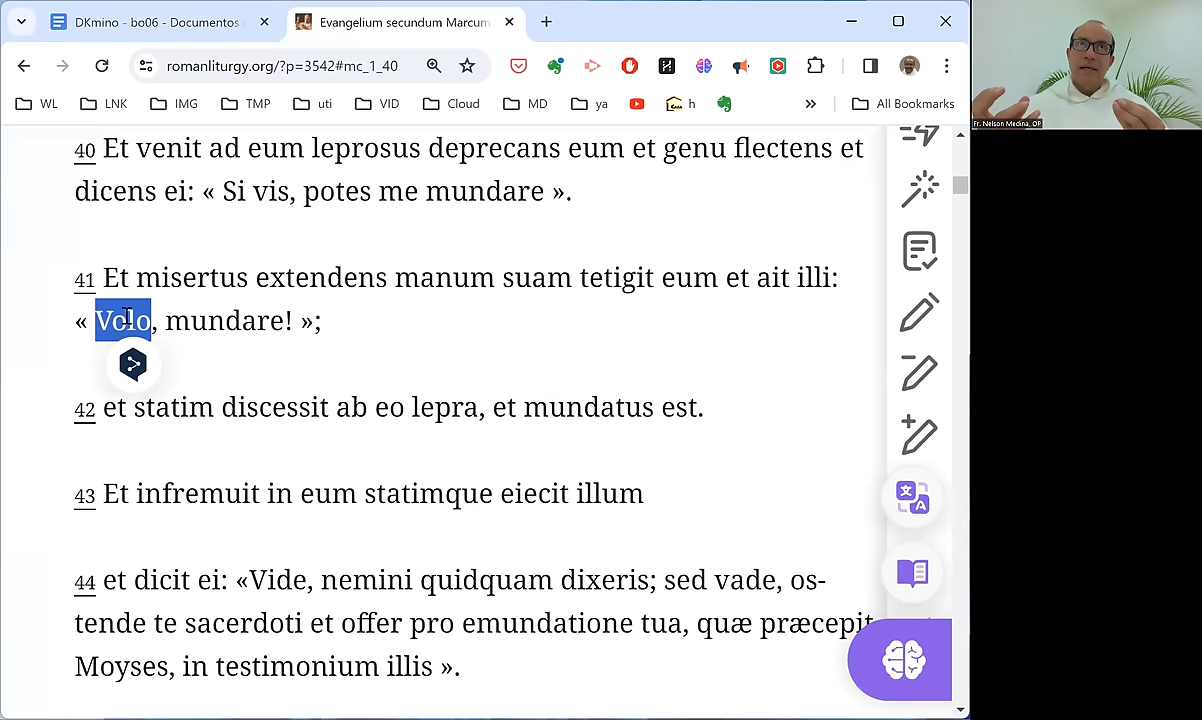 DKmino - bo06 - Documentos
Evangelium secundum Marcum
romanliturgy.org/?p=3542#mc_1_40
WL LNK IMG TMP uti VID Cloud MD ya h » All Bookmarks
Fr. Nelson Medina, OP
40 Et venit ad eum leprosus deprecans eum et genu flectens et
dicens ei: « Si vis, potes me mundare ».
41 Et misertus extendens manum suam tetigit eum et ait illi:
« Volo, mundare! »;
42 et statim discessit ab eo lepra, et mundatus est.
43 Et infremuit in eum statimque eiecit illum
44 et dicit ei: «Vide, nemini quidquam dixeris; sed vade, os-
tende te sacerdoti et offer pro emundatione tua, quæ præcepit
Moyses, in testimonium illis ».